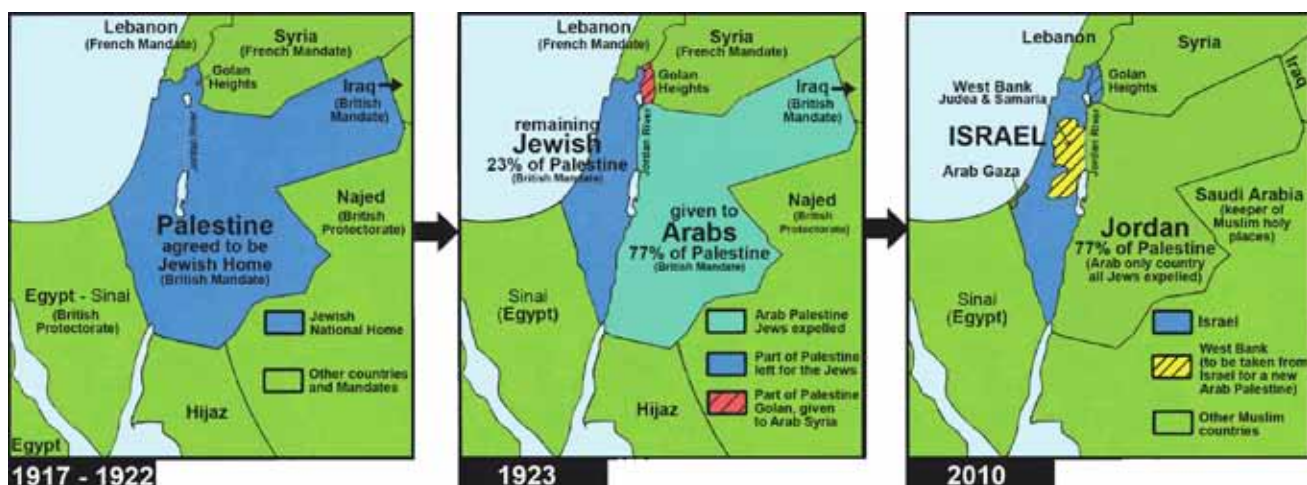 Lebanon
(French Mandate)
Syria
(French Mandate)
Golan
Heights
Iraq
(British
Mandate)
Jordan River
Najed
(British
Protectorate)
Palestine
agreed to be
Jewish Home
(British Mandate)
Egypt - Sinai
(British
Protectorate)
Jewish
National Home
Other countries
and Mandates
Hijaz
Egypt
1917 - 1922
Lebanon
(French Mandate)
Syria
(French Mandate)
Golan
Heights
Iraq
(British
Mandate)
remaining
Jewish
23% of Palestine
(British Mandate)
Jordan River
Najed
(British
Protectorate)
given to
Arabs
77% of Palestine
(British Mandate)
Sinai
(Egypt)
Arab Palestine
Jews expelled
Part of Palestine
left for the Jews
Part of Palestine
Golan, given
to Arab Syria
Hijaz
1923
Lebanon
Syria
Iraq
Golan
Heights
West Bank
Judea & Samaria
ISRAEL
Jordan River
Arab Gaza
Saudi Arabia
(keeper of
Muslim holy
places)
Jordan
77% of Palestine
(Arab only country
all Jews expelled)
Sinai
(Egypt)
Israel
West Bank
(to be taken from
Israel for a new
Arab Palestine)
Other Muslim
countries
2010